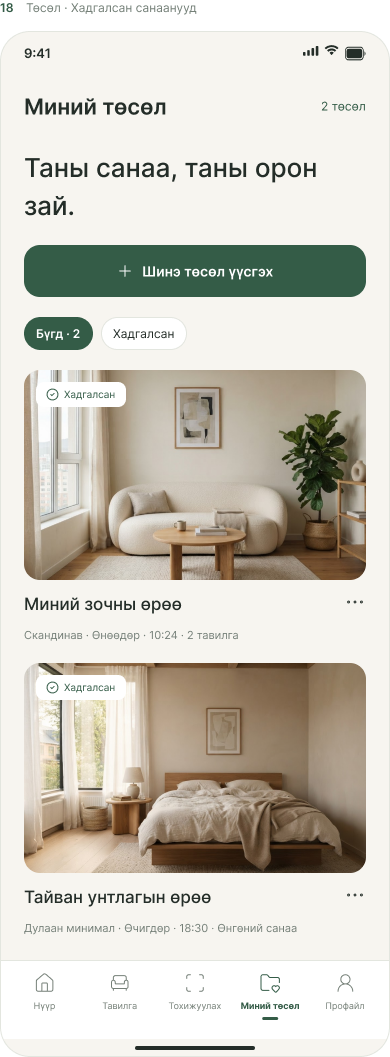 18 Төсөл · Хадгалсан санаанууд
9:41
Миний төсөл
2 төсөл
Таны санаа, таны орон
зай.
Шинэ төсөл үүсгэх
Бүгд · 2
Хадгалсан
Хадгалсан
Миний зочны өрөө
Скандинав · Өнөөдөр · 10:24 · 2 тавилга
Хадгалсан
Тайван унтлагын өрөө
Дулаан минимал · Өчигдөр · 18:30 · Өнгөний санаа
Нүүр
Тавилга
Тохижуулах
Миний төсөл
Профайл